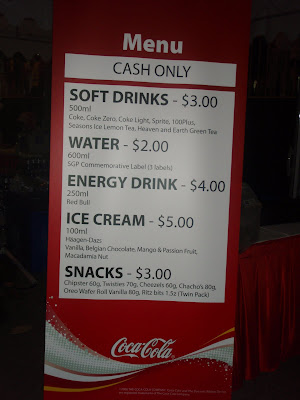 Menu
CASH ONLY
SOFT DRINKS - $3.00
500ml
Coke, Coke Zero, Coke Light, Sprite, 100Plus,
Seasons Ice Lemon Tea, Heaven and Earth Green Tea
WATER - $2.00
600ml
SGP Commemorative Label (3 labels)
ENERGY DRINK - $4.00
250ml
Red Bull
ICE CREAM - $5.00
100ml
Häagen-Dazs:
Vanilla, Belgian Chocolate, Mango & Passion Fruit,
Macadamia Nut
SNACKS - $3.00
Chipster 60g, Twisties 70g, Cheezels 60g, Chacho's 80g,
Oreo Wafer Roll Vanilla 80g, Ritz bits 1.5z (Twin Pack)
Coca-Cola